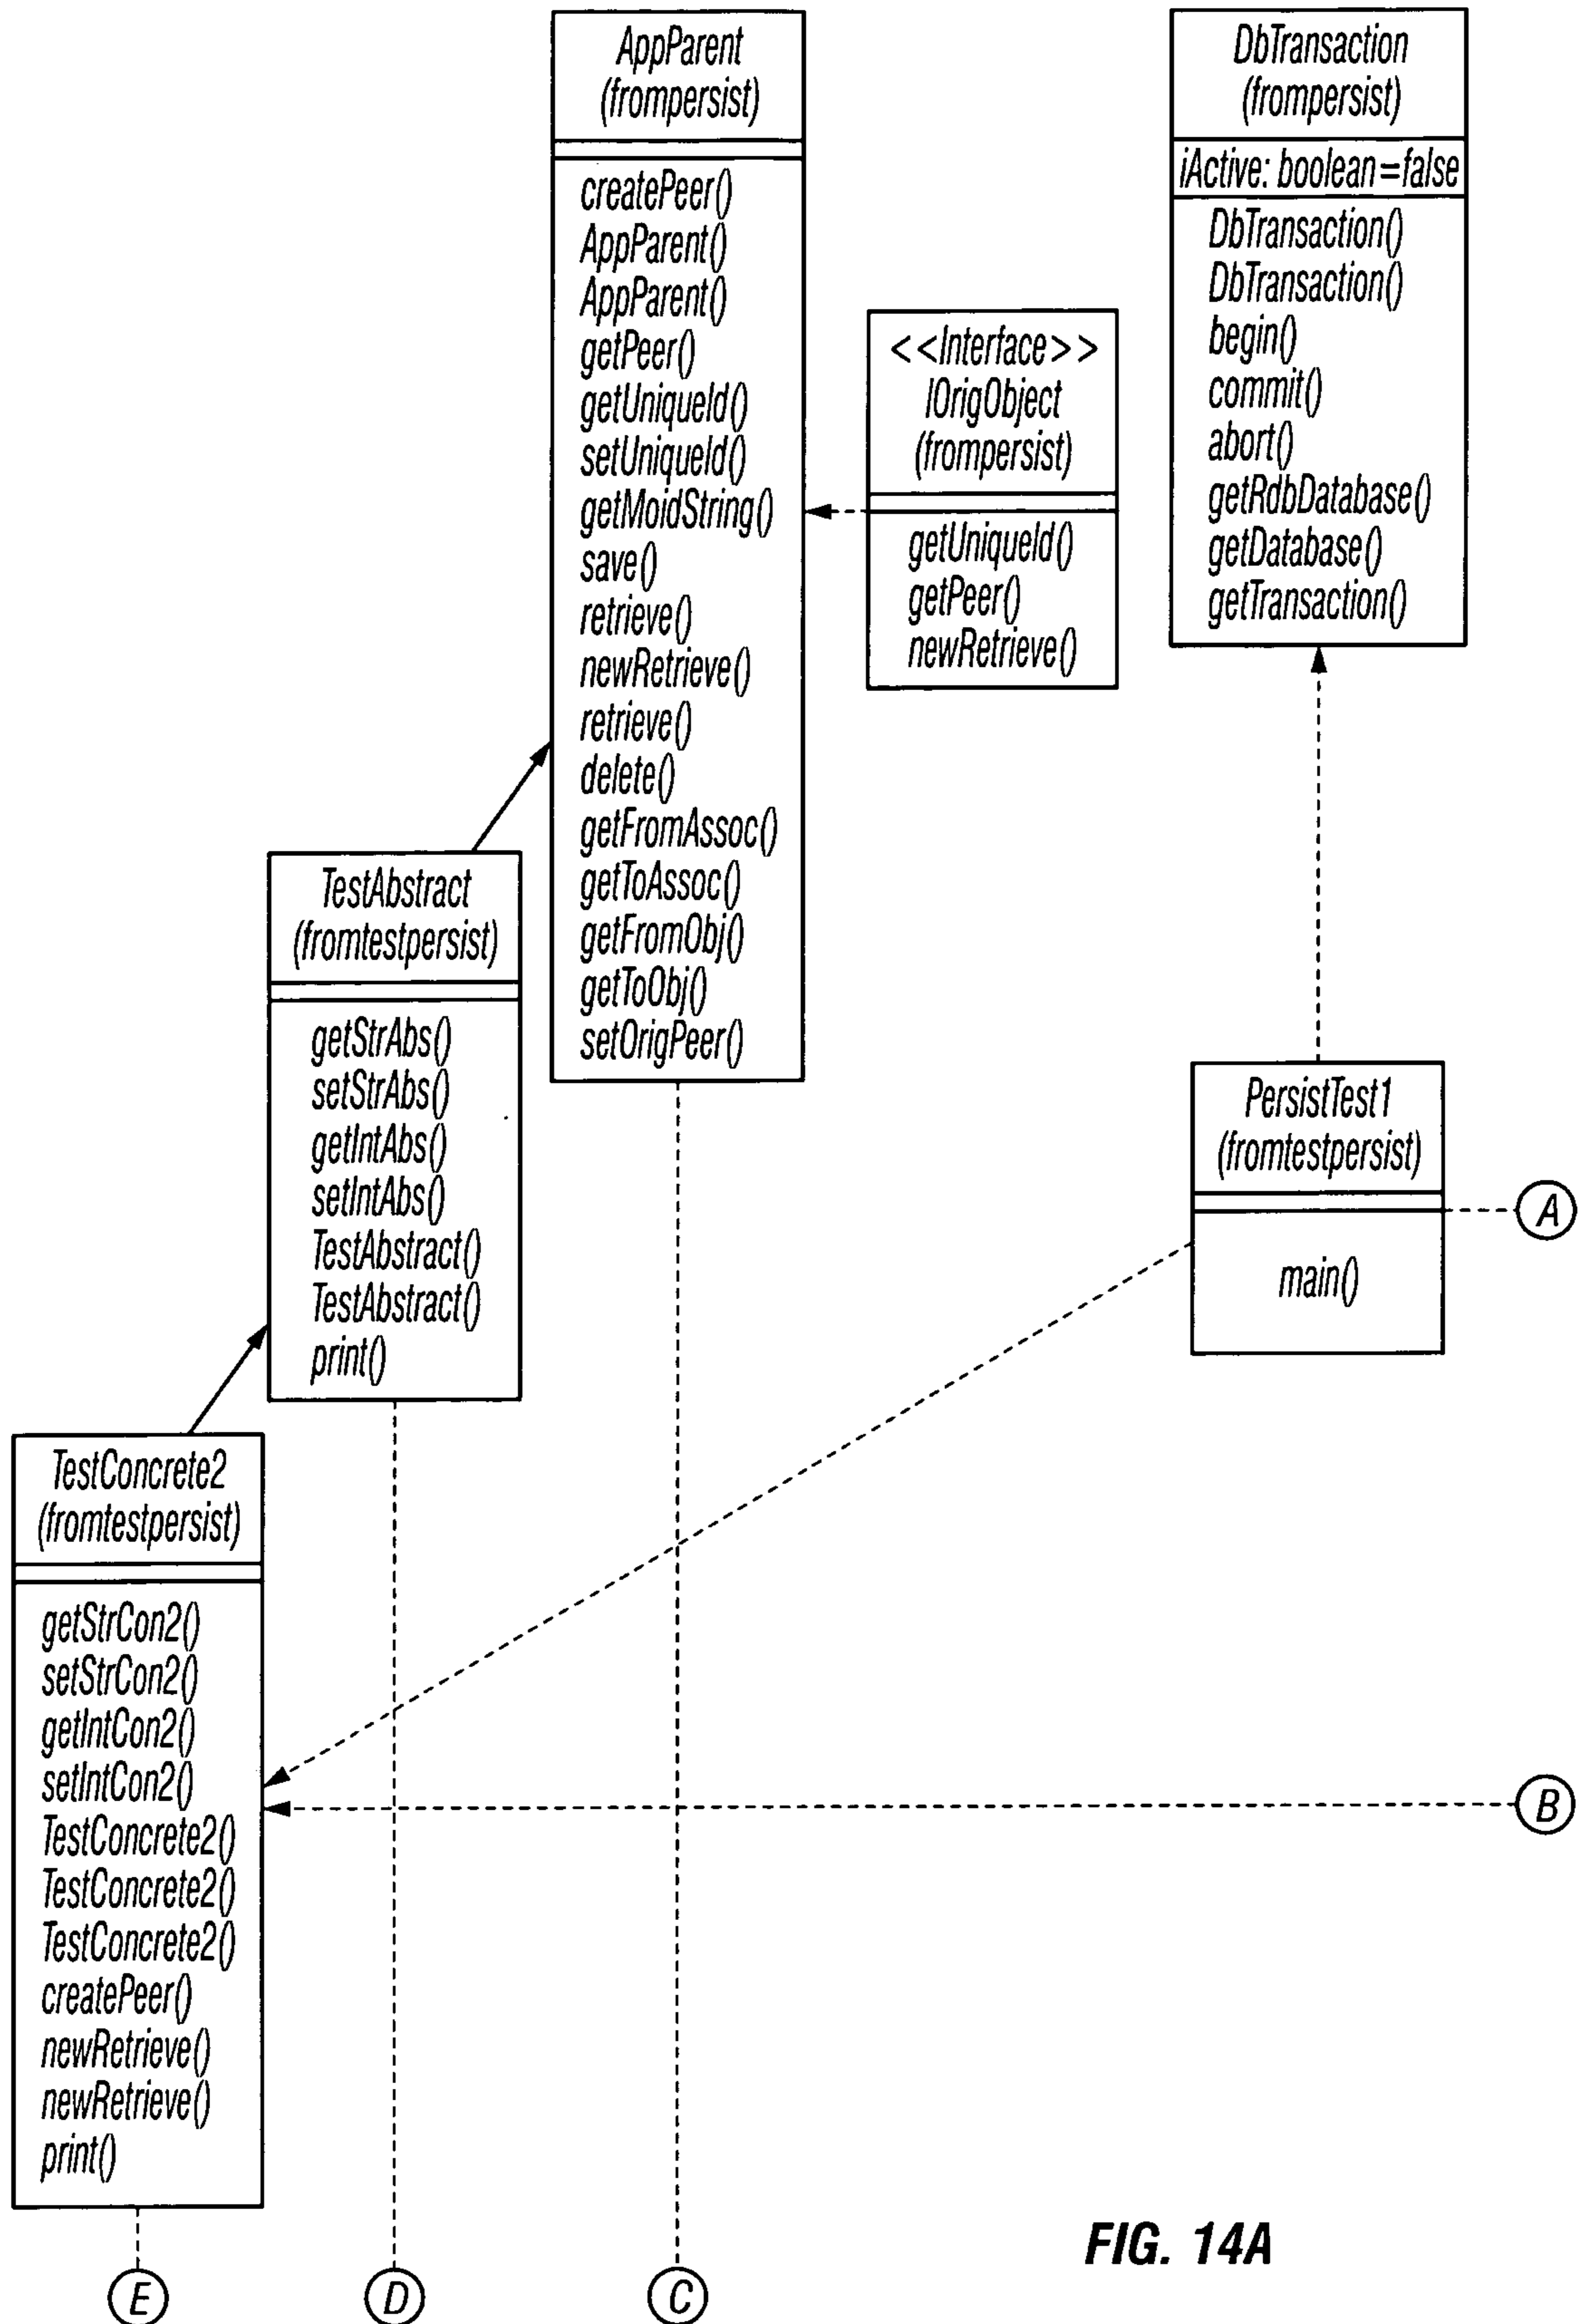 AppParent
(frompersist)
createPeer()
AppParent()
AppParent()
getPeer()
getUniqueId()
setUniqueId()
getMoidString()
save()
retrieve()
newRetrieve()
retrieve()
delete()
getFromAssoc()
getToAssoc()
getFromObj()
getToObj()
setOrigPeer()
<<Interface>>
IOrigObject
(frompersist)
getUniqueId()
getPeer()
newRetrieve()
DbTransaction
(frompersist)
iActive: boolean=false
DbTransaction()
DbTransaction()
begin()
commit()
abort()
getRdbDatabase()
getDatabase()
getTransaction()
TestAbstract
(fromtestpersist)
getStrAbs()
setStrAbs()
getIntAbs()
setIntAbs()
TestAbstract()
TestAbstract()
print()
PersistTest1
(fromtestpersist)
main()
A
TestConcrete2
(fromtestpersist)
getStrCon2()
setStrCon2()
getIntCon2()
setIntCon2()
TestConcrete2()
TestConcrete2()
TestConcrete2()
createPeer()
newRetrieve()
newRetrieve()
print()
B
E
D
C
FIG. 14A